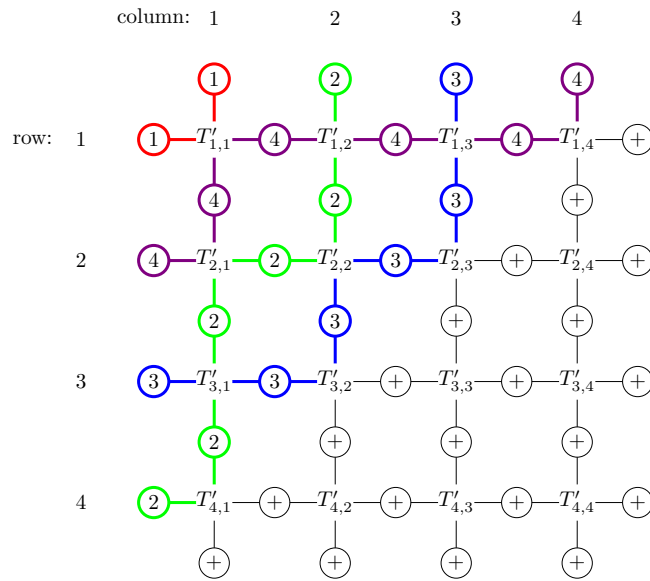 column: 1 2 3 4
1 2 3 4
row: 1 1 T′1,1 4 T′1,2 4 T′1,3 4 T′1,4 +
4 2 3 +
2 4 T′2,1 2 T′2,2 3 T′2,3 + T′2,4 +
2 3 + +
3 3 T′3,1 3 T′3,2 + T′3,3 + T′3,4 +
2 + + +
4 2 T′4,1 + T′4,2 + T′4,3 + T′4,4 +
+ + + +